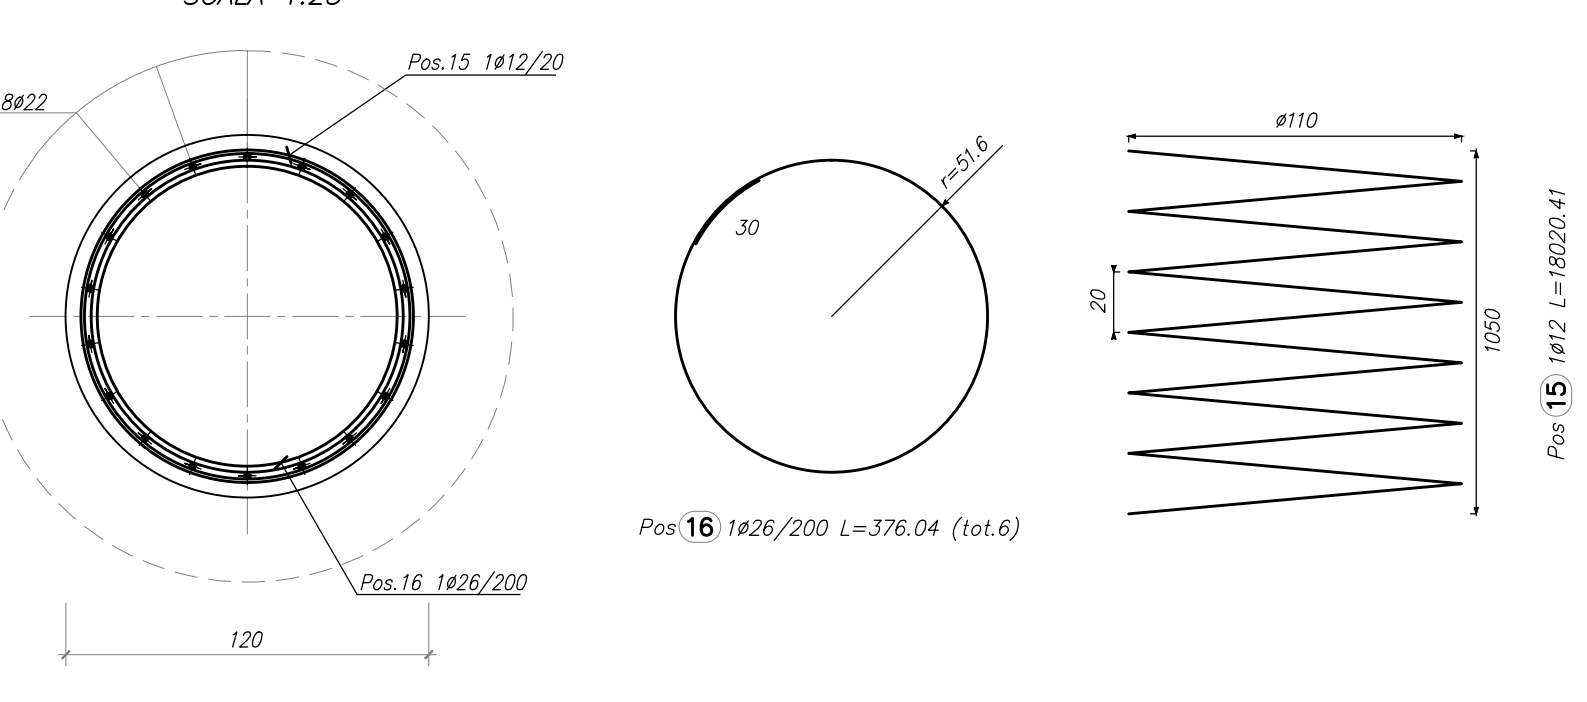 SCALA 1:25
Pos.15 1ø12/20
8ø22
ø110
r=51.6
30
20
1050
Pos 15 1ø12 L=18020.41
Pos 16 1ø26/200 L=376.04 (tot.6)
Pos.16 1ø26/200
120